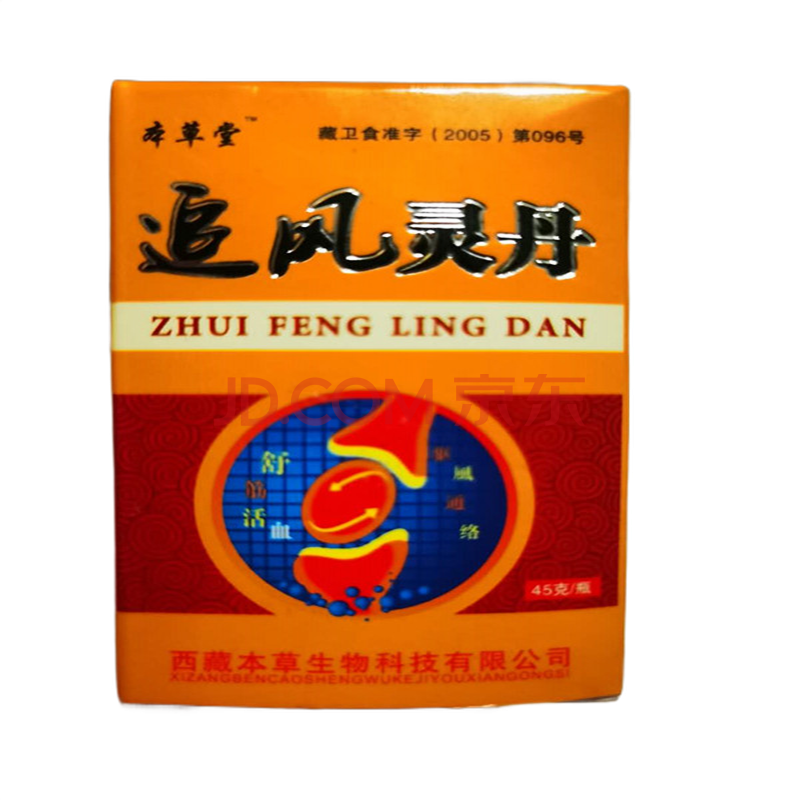 本草堂™
藏卫食准字（2005）第096号
追风灵丹
ZHUI FENG LING DAN
JD.COM 京东
舒筋活血
驱風通络
45克/瓶
西藏本草生物科技有限公司
XIZANGBENCAOSHENGWUKEJIYOUXIANGONGSI